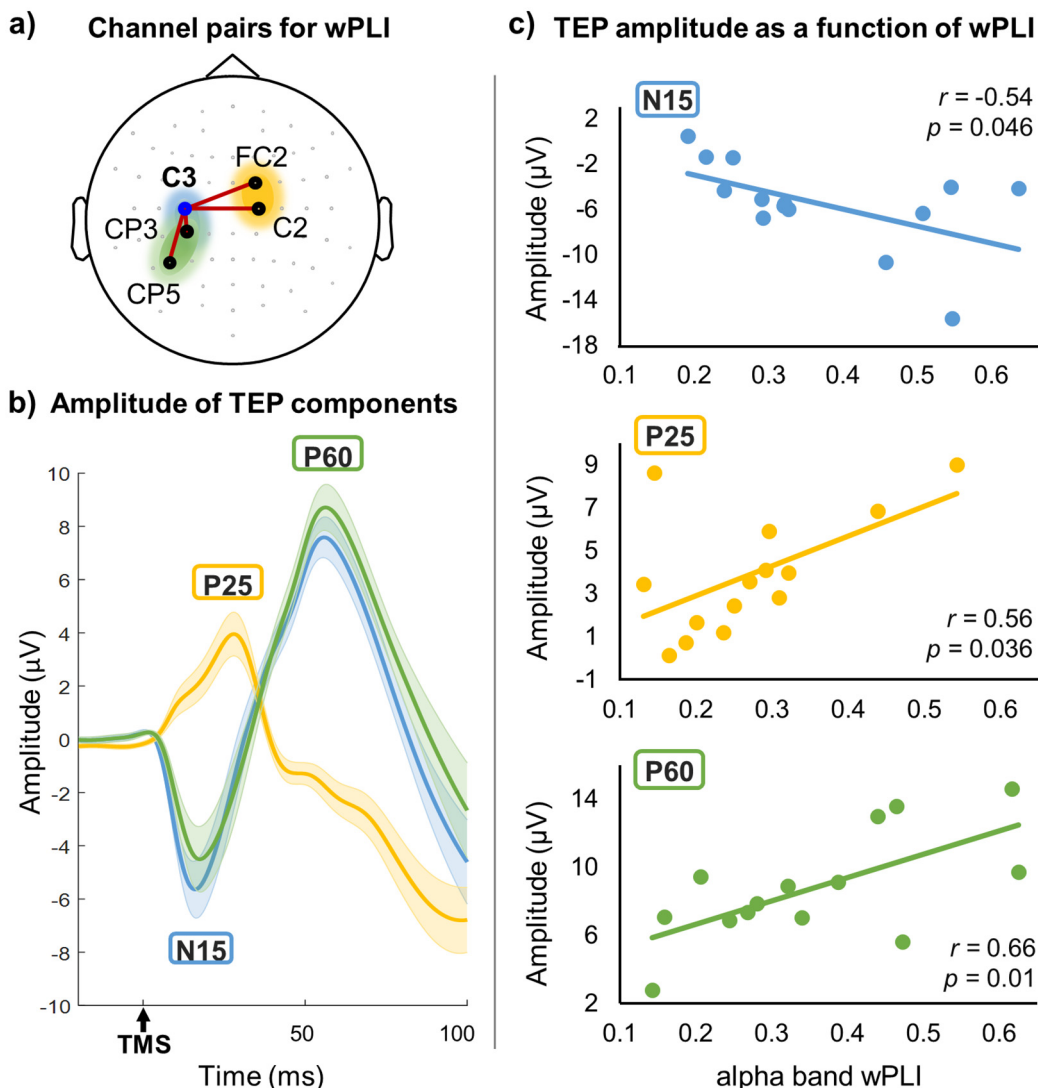 a) Channel pairs for wPLI
FC2
C3
CP3
C2
CP5
b) Amplitude of TEP components
P60
P25
N15
10
8
6
4
2
0
-2
-4
-6
-8
-10
Amplitude (µV)
50
100
TMS
Time (ms)
c) TEP amplitude as a function of wPLI
N15
r = -0.54
p = 0.046
2
-2
-6
-10
-14
-18
Amplitude (µV)
0.1 0.2 0.3 0.4 0.5 0.6
P25
9
7
5
3
1
-1
Amplitude (µV)
r = 0.56
p = 0.036
0.1 0.2 0.3 0.4 0.5 0.6
P60
14
10
6
2
Amplitude (µV)
r = 0.66
p = 0.01
0.1 0.2 0.3 0.4 0.5 0.6
alpha band wPLI